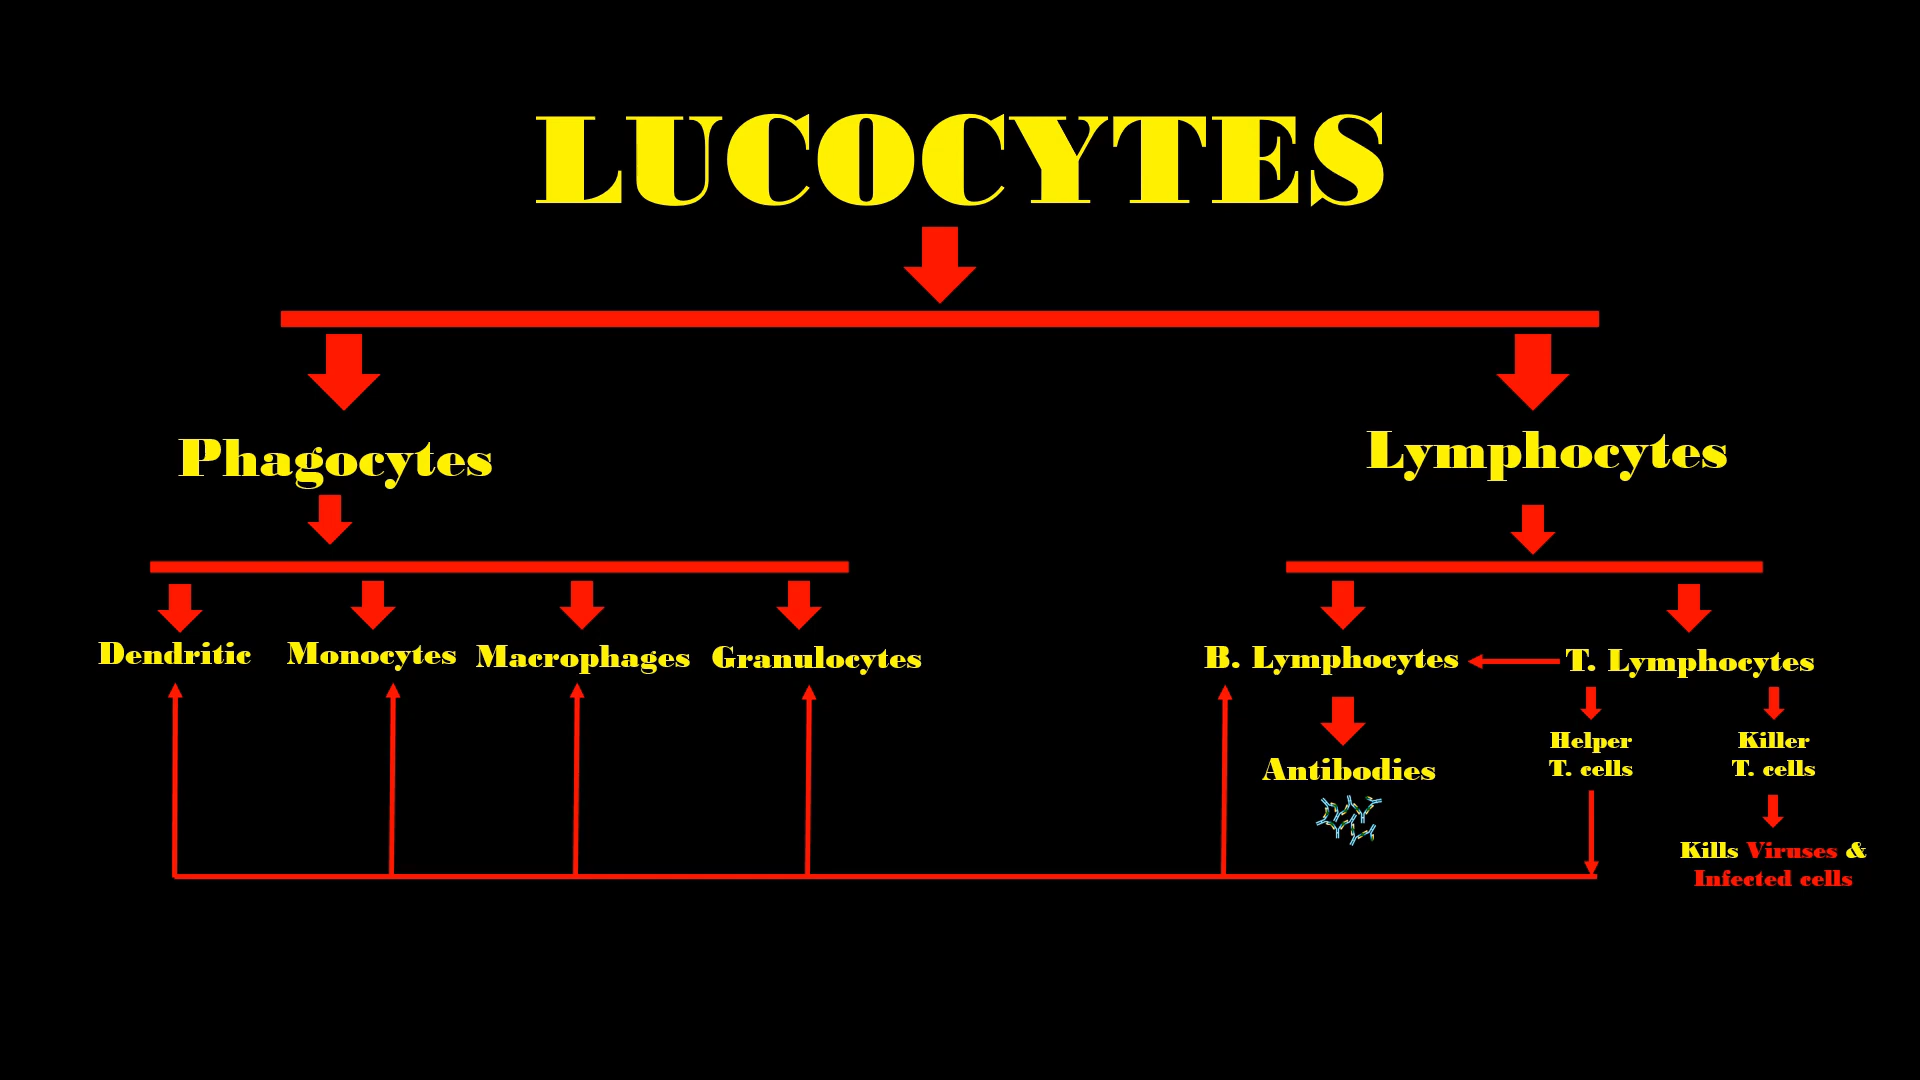 LUCOCYTES
Phagocytes
Lymphocytes
Dendritic
Monocytes
Macrophages
Granulocytes
B. Lymphocytes
T. Lymphocytes
Antibodies
Helper
T. cells
Killer
T. cells
Kills Viruses &
Infected cells